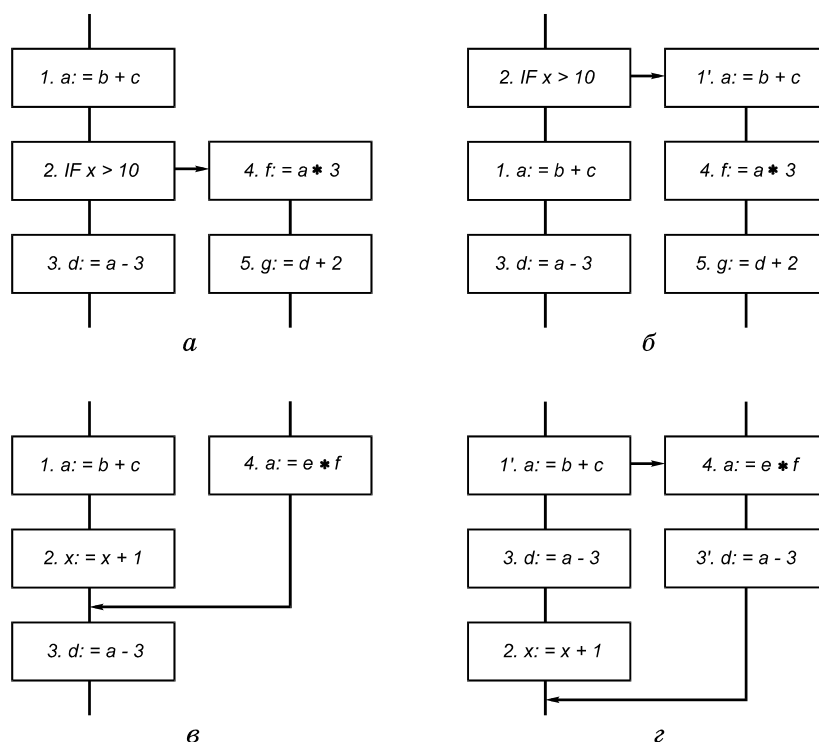 1. a: = b + c
2. IF x > 10
4. f: = a * 3
3. d: = a - 3
5. g: = d + 2
а
2. IF x > 10
1'. a: = b + c
1. a: = b + c
4. f: = a * 3
3. d: = a - 3
5. g: = d + 2
б
1. a: = b + c
4. a: = e * f
2. x: = x + 1
3. d: = a - 3
в
1'. a: = b + c
4. a: = e * f
3. d: = a - 3
3'. d: = a - 3
2. x: = x + 1
г